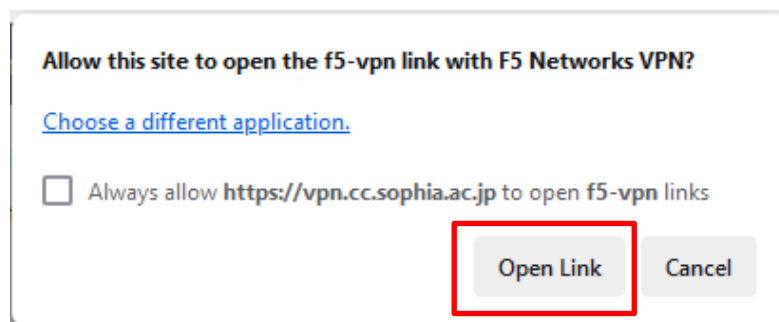 Allow this site to open the f5-vpn link with F5 Networks VPN?
Choose a different application.
Always allow https://vpn.cc.sophia.ac.jp to open f5-vpn links
Open Link Cancel